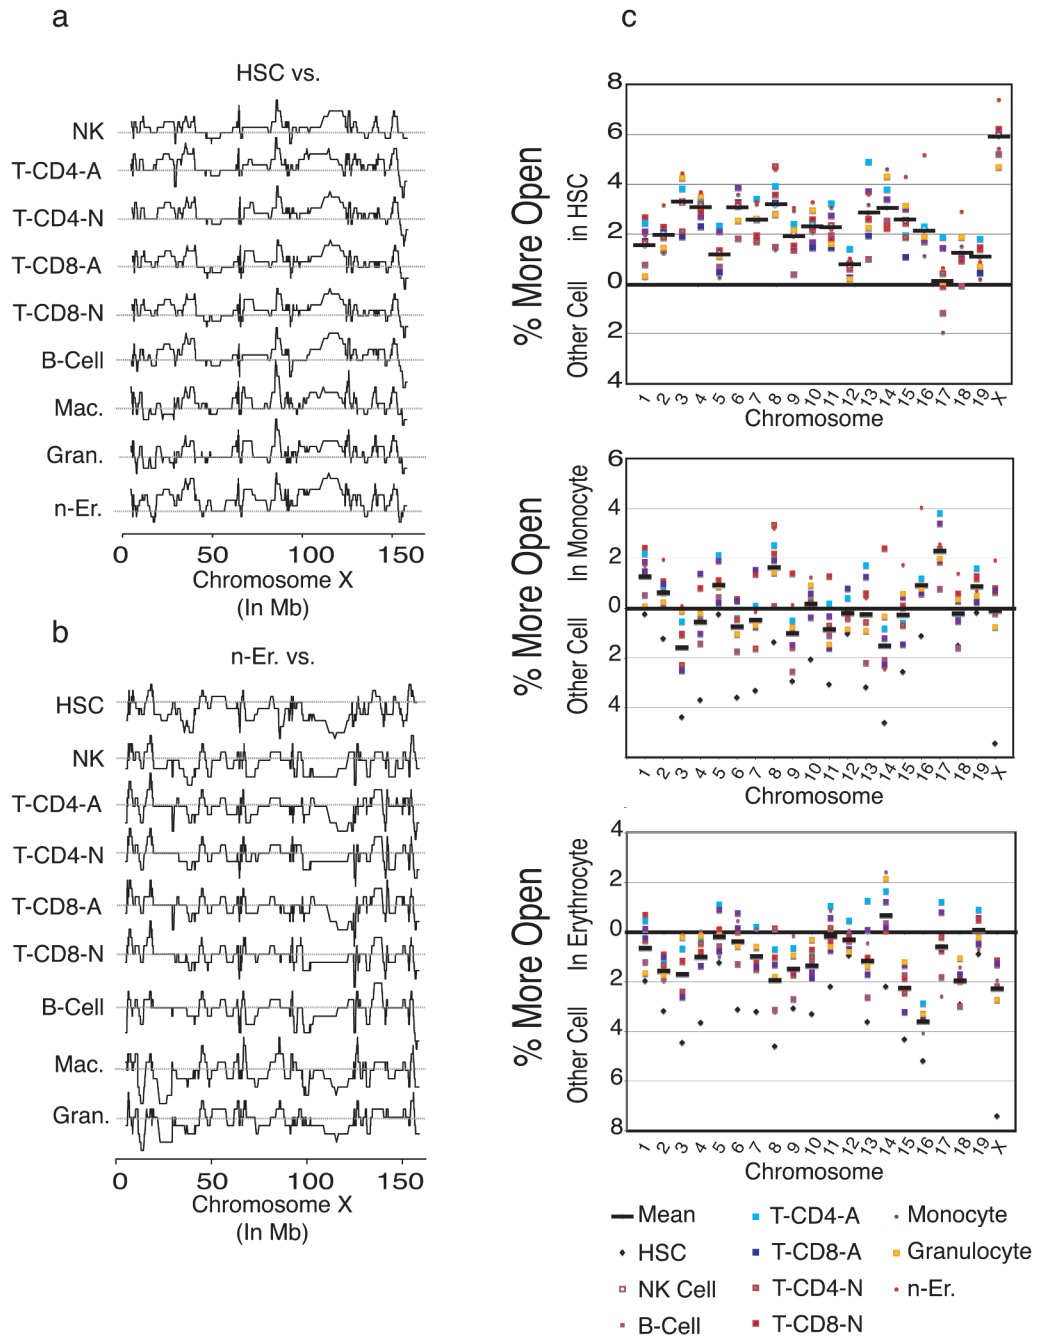 a
HSC vs.
NK
T-CD4-A
T-CD4-N
T-CD8-A
T-CD8-N
B-Cell
Mac.
Gran.
n-Er.
0 50 100 150
Chromosome X
(In Mb)
b
n-Er. vs.
HSC
NK
T-CD4-A
T-CD4-N
T-CD8-A
T-CD8-N
B-Cell
Mac.
Gran.
0 50 100 150
Chromosome X
(In Mb)
c
% More Open
Other Cell in HSC
8
6
4
2
0
2
4
1 2 3 4 5 6 7 8 9 10 11 12 13 14 15 16 17 18 19 X
Chromosome
% More Open
Other Cell In Monocyte
6
4
2
0
2
4
1 2 3 4 5 6 7 8 9 10 11 12 13 14 15 16 17 18 19 X
Chromosome
% More Open
Other Cell In Erythrocyte
4
2
0
2
4
6
8
1 2 3 4 5 6 7 8 9 10 11 12 13 14 15 16 17 18 19 X
Chromosome
Mean
HSC
NK Cell
B-Cell
T-CD4-A
T-CD8-A
T-CD4-N
T-CD8-N
Monocyte
Granulocyte
n-Er.